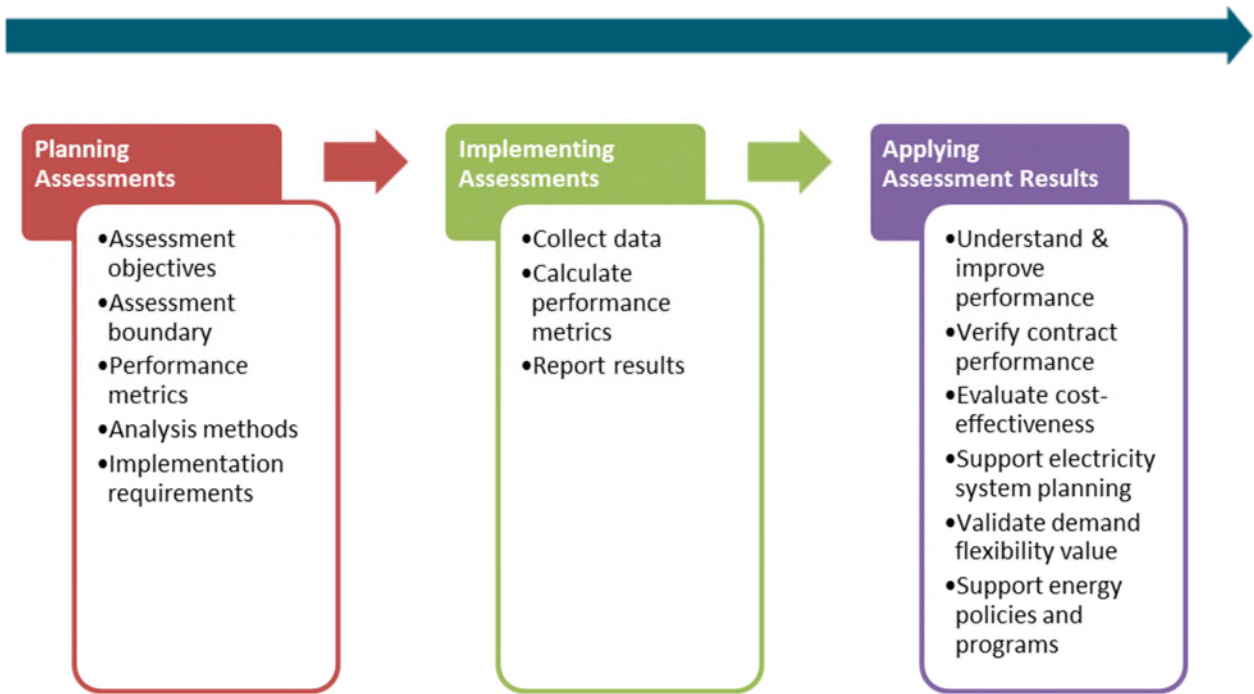 Planning
Assessments
•Assessment
objectives
•Assessment
boundary
•Performance
metrics
•Analysis methods
•Implementation
requirements
Implementing
Assessments
•Collect data
•Calculate
performance
metrics
•Report results
Applying
Assessment Results
•Understand &
improve
performance
•Verify contract
performance
•Evaluate cost-
effectiveness
•Support electricity
system planning
•Validate demand
flexibility value
•Support energy
policies and
programs